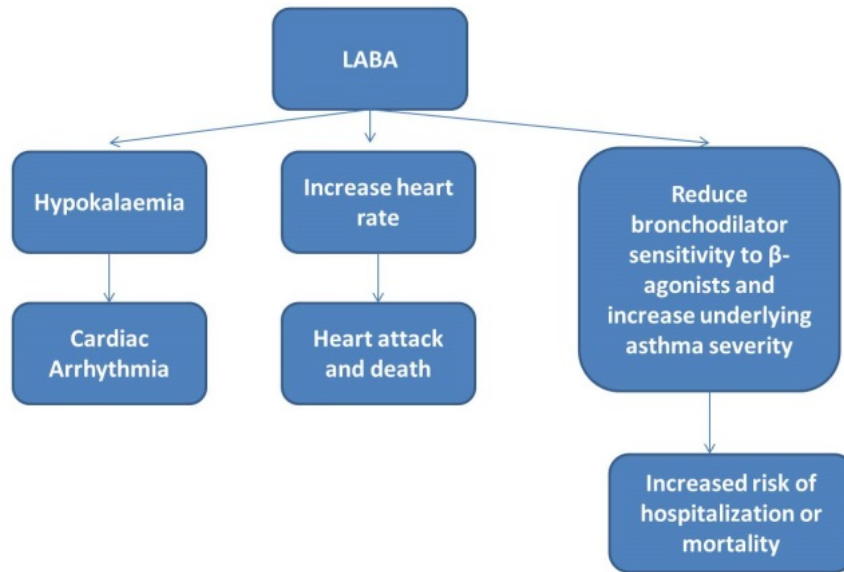 LABA
Hypokalaemia
Increase heart
rate
Reduce
bronchodilator
sensitivity to β-
agonists and
increase underlying
asthma severity
Cardiac
Arrhythmia
Heart attack
and death
Increased risk of
hospitalization or
mortality